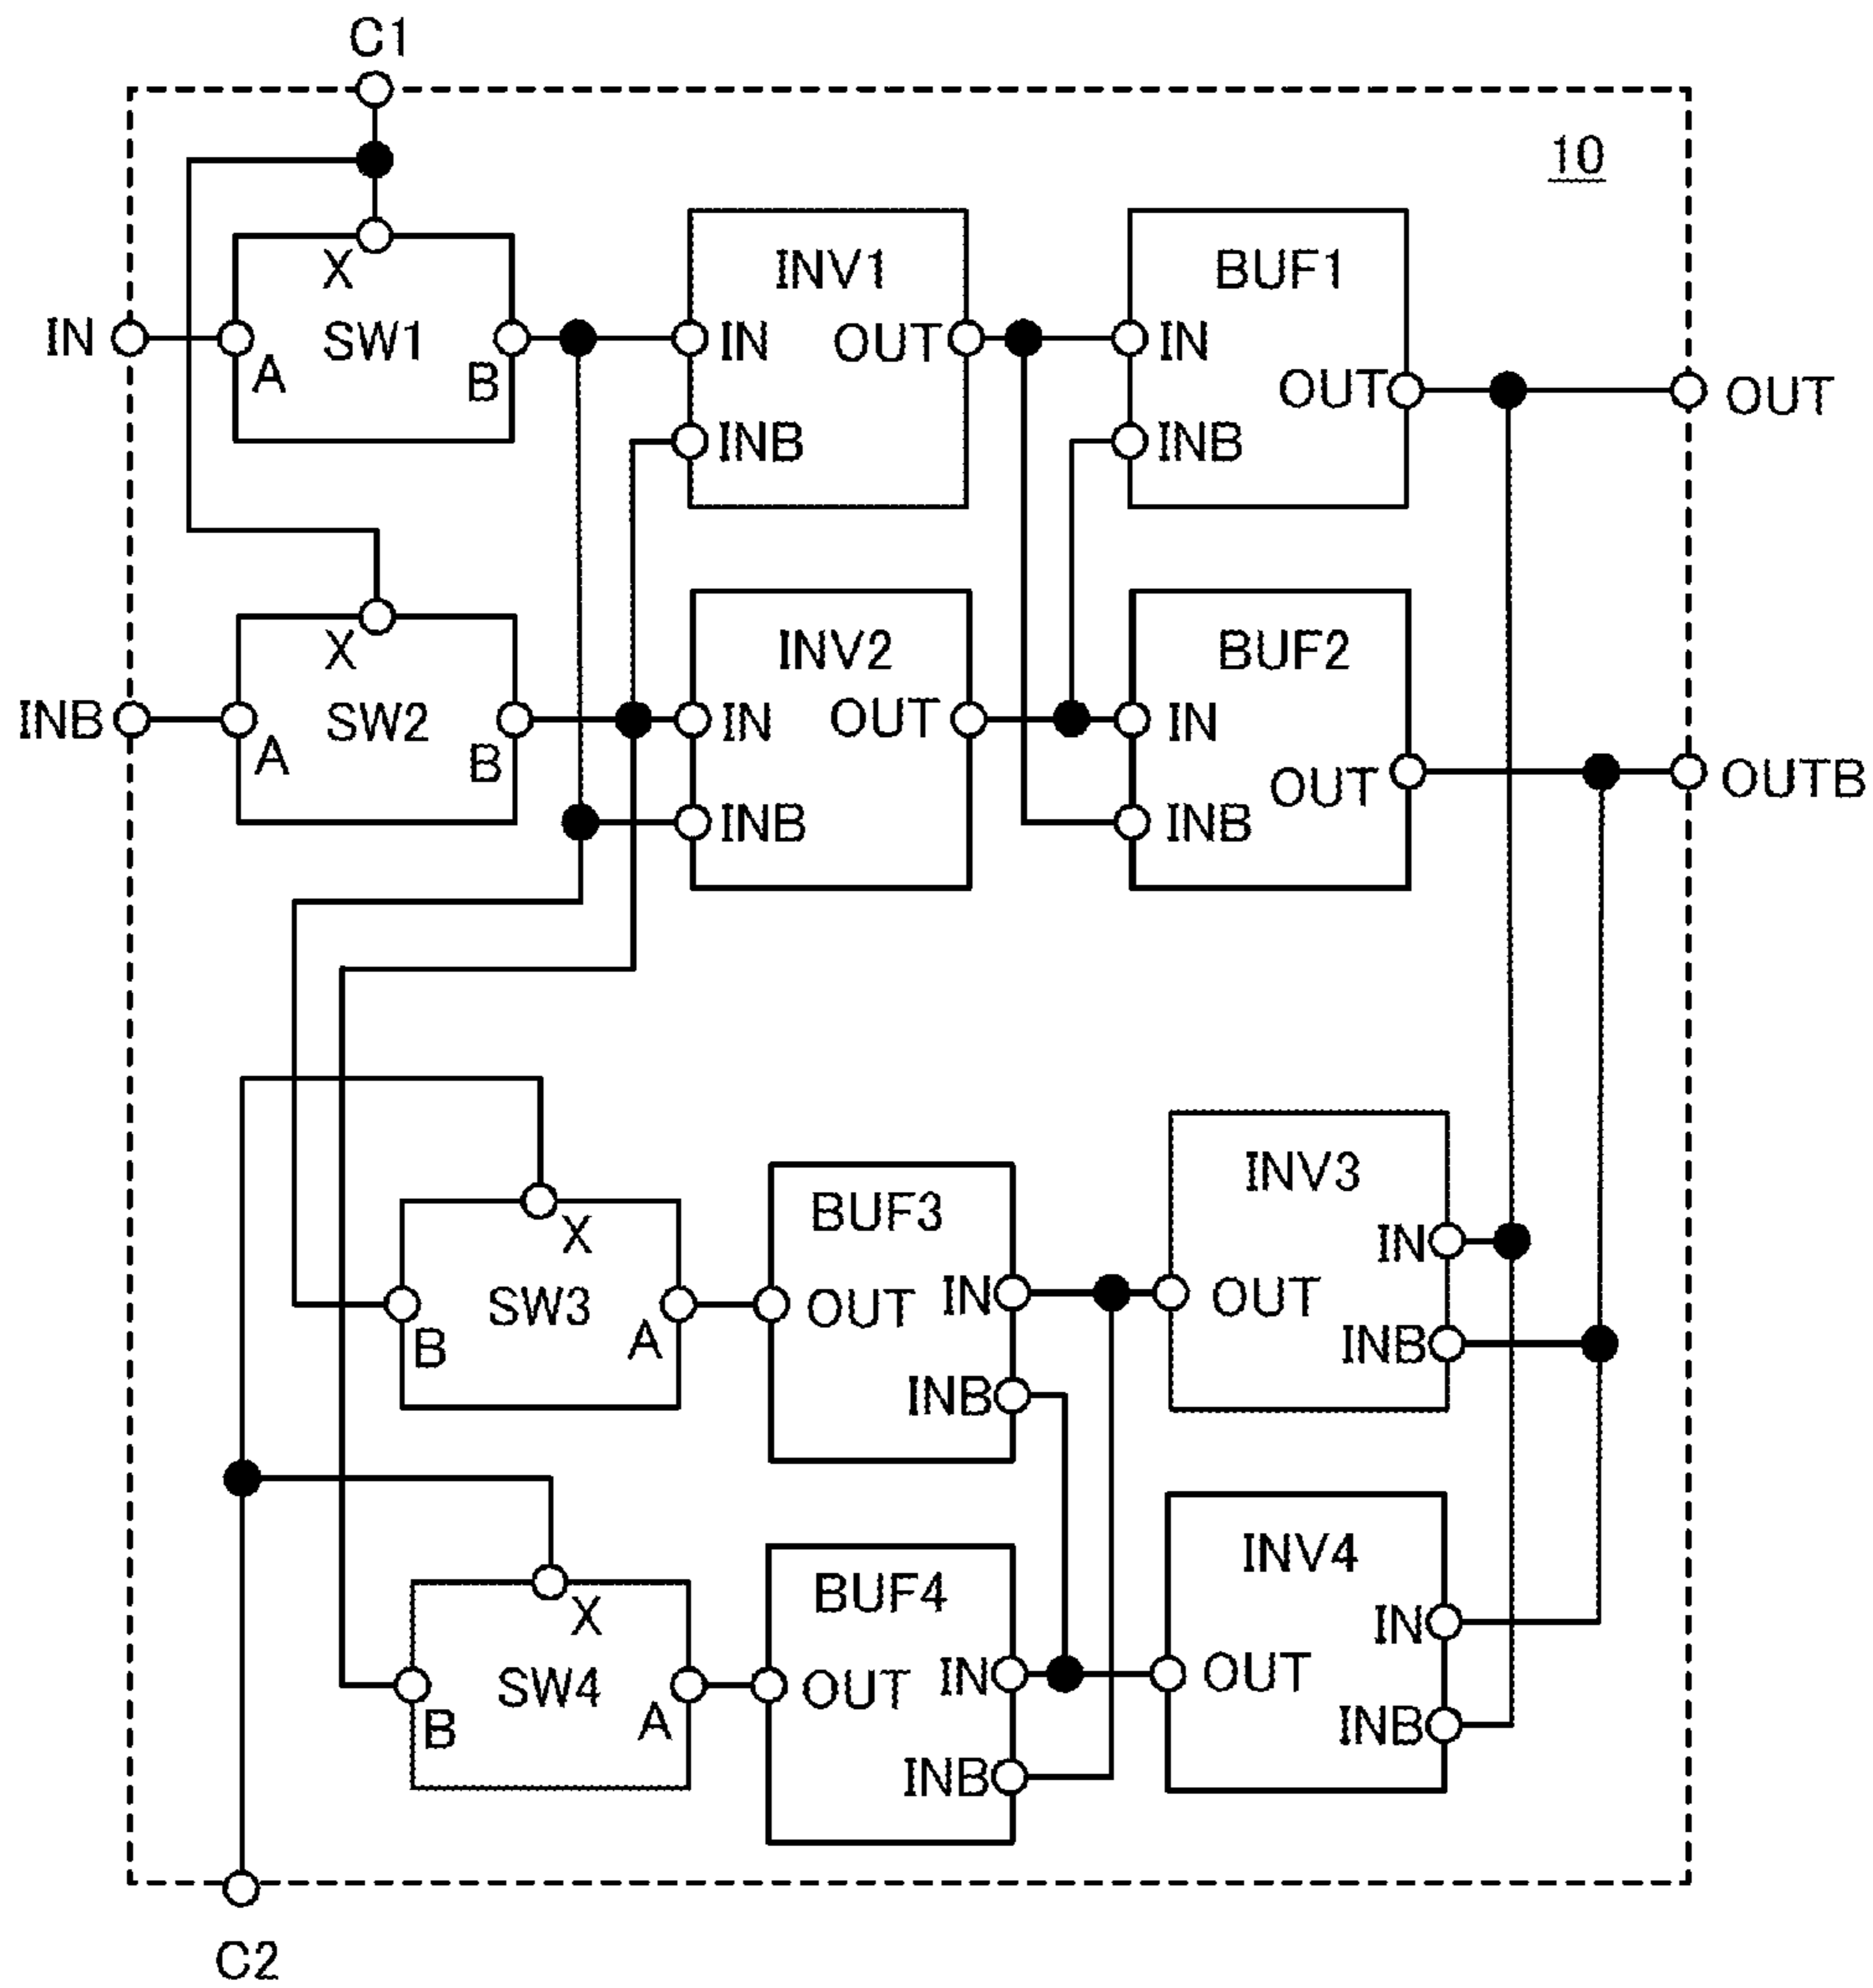 C1
10
X
INV1
BUF1
IN
SW1
IN
OUT
IN
A
B
OUT
OUT
INB
INB
X
INV2
BUF2
INB
SW2
IN
OUT
IN
A
B
OUT
OUTB
INB
INB
INV3
BUF3
X
IN
SW3
OUT
IN
OUT
B
A
INB
INB
INV4
BUF4
X
IN
SW4
OUT
IN
OUT
B
A
INB
INB
C2